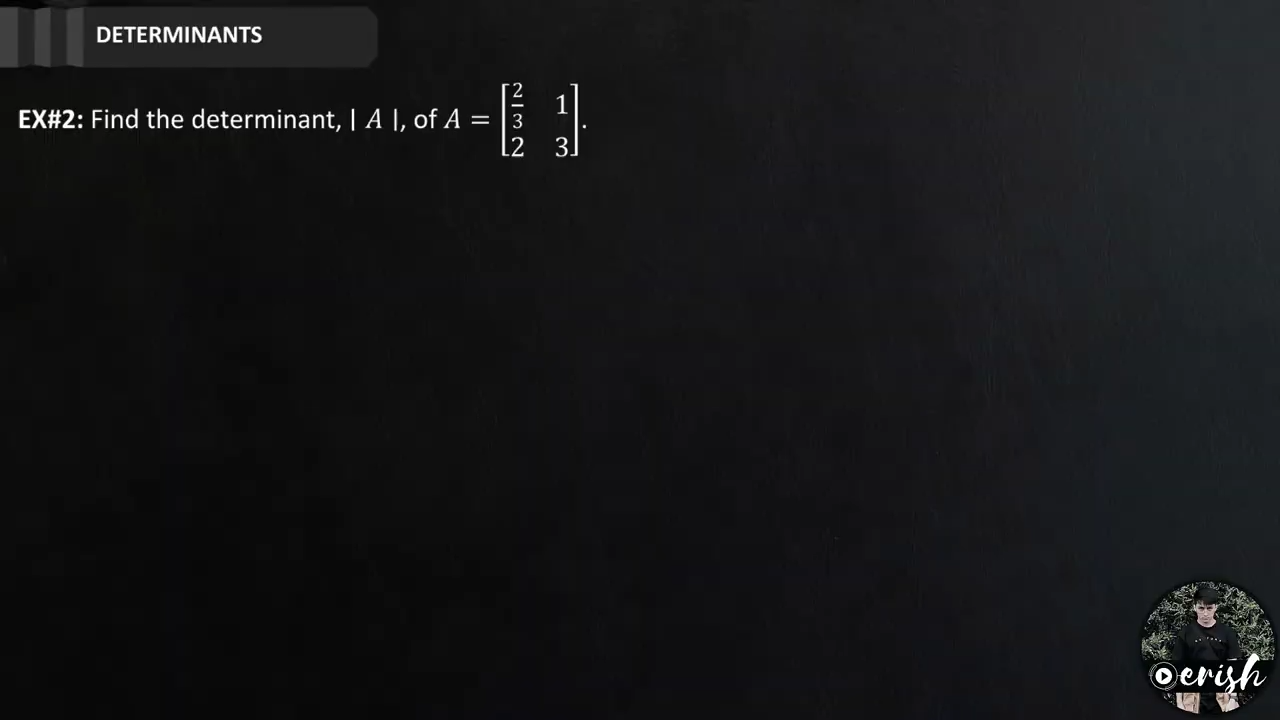 DETERMINANTS
EX#2: Find the determinant, | A |, of A = [2/3 1; 2 3].
erish